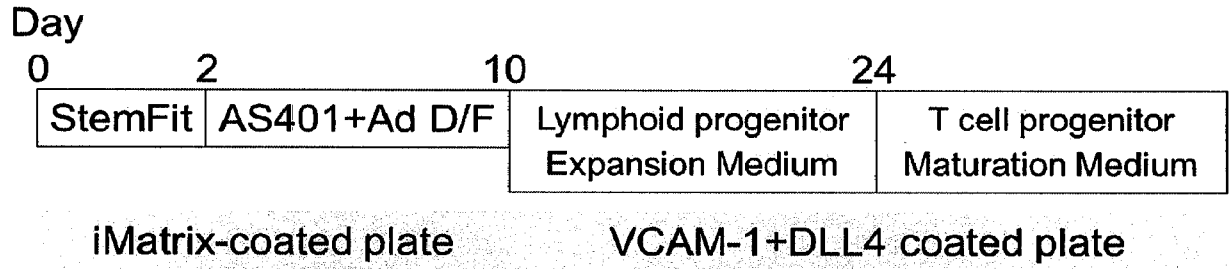 Day
0 2 10 24
StemFit AS401+Ad D/F Lymphoid progenitor Expansion Medium T cell progenitor Maturation Medium
iMatrix-coated plate VCAM-1+DLL4 coated plate